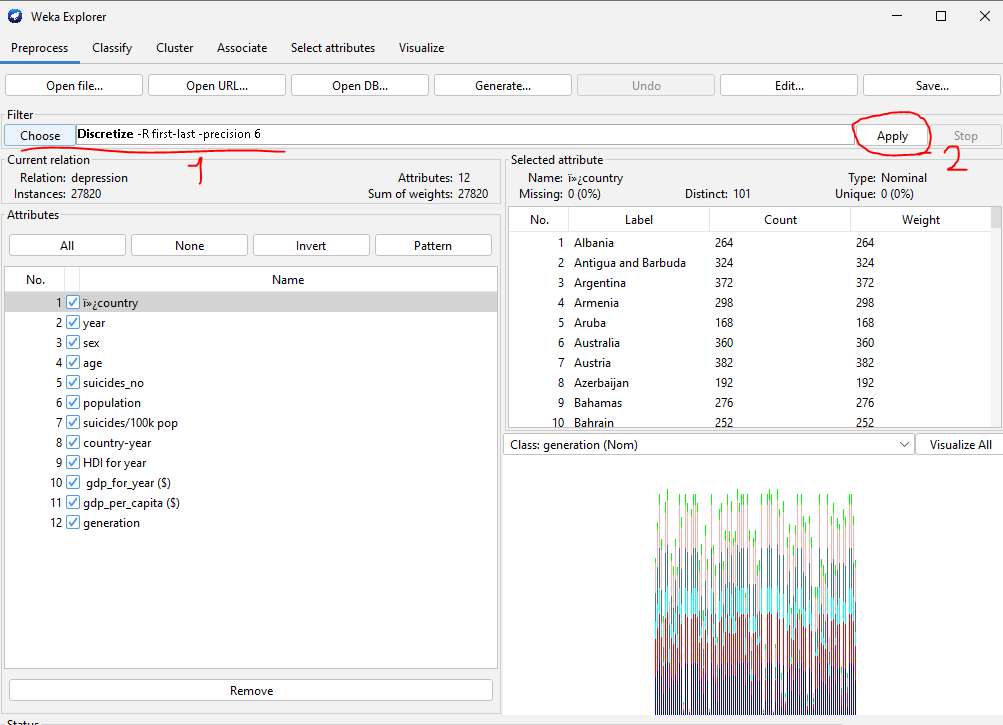 Weka Explorer
Preprocess Classify Cluster Associate Select attributes Visualize
Open file... Open URL... Open DB... Generate... Undo Edit... Save...
Filter
Choose Discretize -R first-last -precision 6 Apply Stop
1 2
Current relation
Relation: depression Attributes: 12
Instances: 27820 Sum of weights: 27820
Selected attribute
Name: ï»¿country Type: Nominal
Missing: 0 (0%) Distinct: 101 Unique: 0 (0%)
Attributes
All None Invert Pattern
No. Name
1 ï»¿country
2 year
3 sex
4 age
5 suicides_no
6 population
7 suicides/100k pop
8 country-year
9 HDI for year
10 gdp_for_year ($)
11 gdp_per_capita ($)
12 generation
Remove
No. Label Count Weight
1 Albania 264 264
2 Antigua and Barbuda 324 324
3 Argentina 372 372
4 Armenia 298 298
5 Aruba 168 168
6 Australia 360 360
7 Austria 382 382
8 Azerbaijan 192 192
9 Bahamas 276 276
10 Bahrain 252 252
Class: generation (Nom) Visualize All
Status